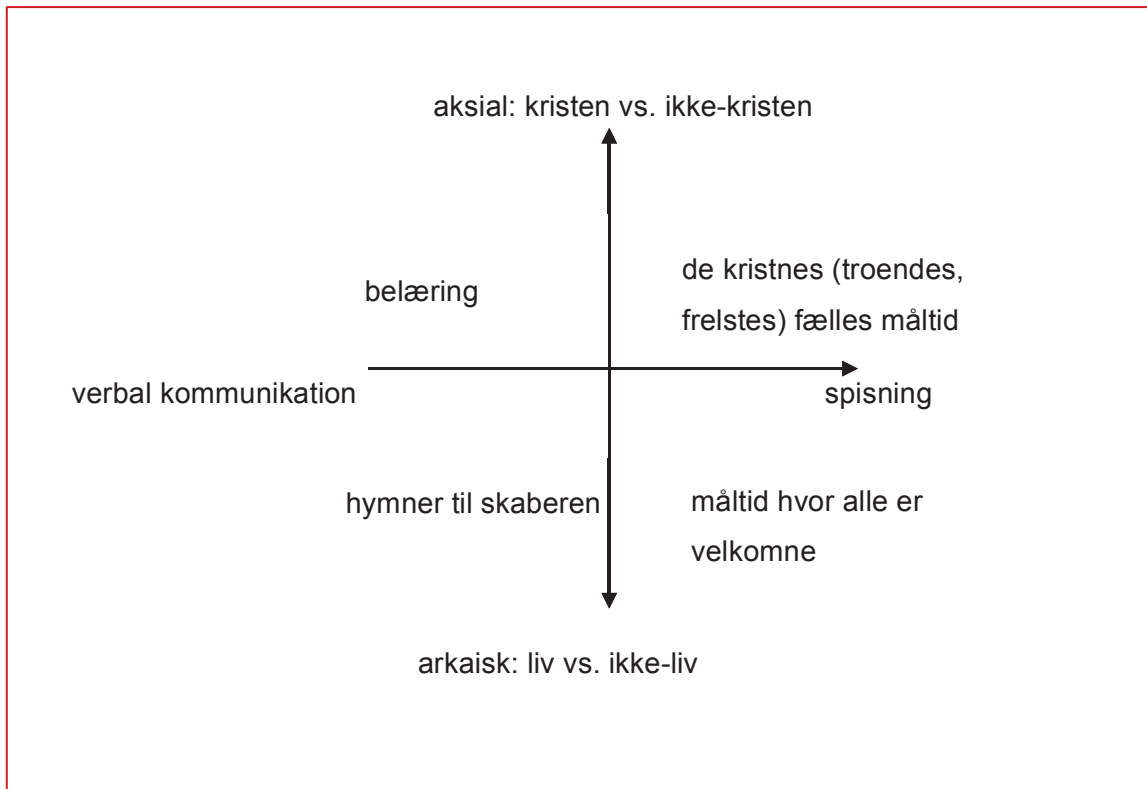 aksial: kristen vs. ikke-kristen
de kristnes (troendes,
frelstes) fælles måltid
belæring
verbal kommunikation
spisning
hymner til skaberen
måltid hvor alle er
velkomne
arkaisk: liv vs. ikke-liv